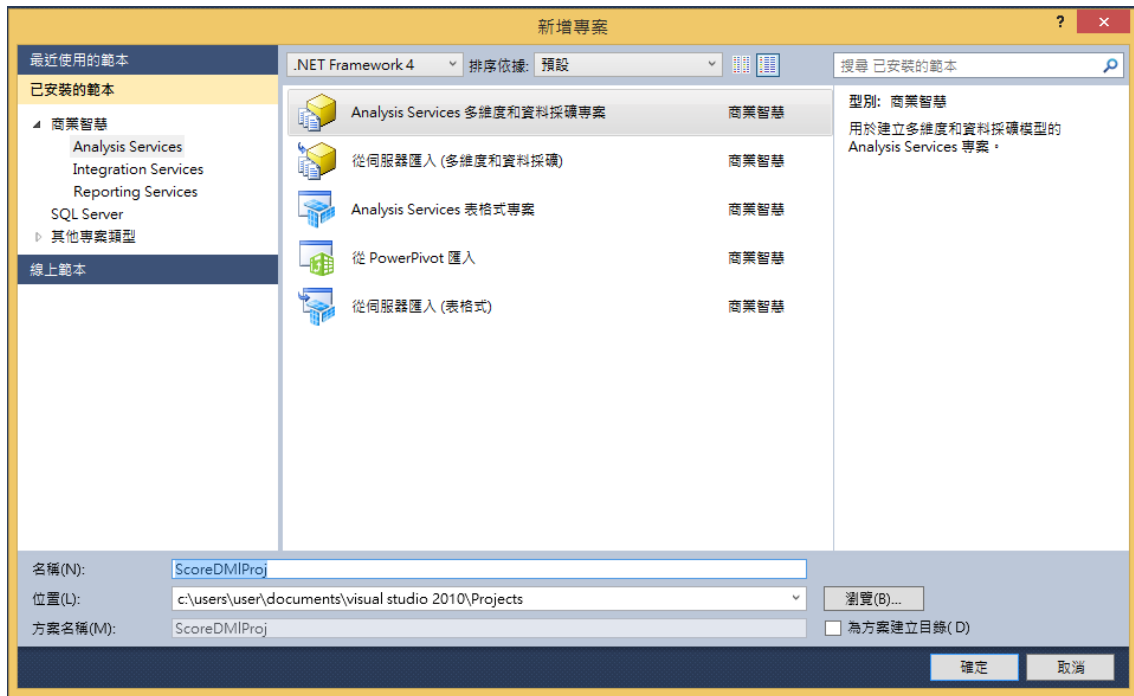 新增專案
?
最近使用的範本
已安裝的範本
商業智慧
Analysis Services
Integration Services
Reporting Services
SQL Server
其他專案類型
線上範本
.NET Framework 4 排序依據: 預設
Analysis Services 多維度和資料採礦專案 商業智慧
從伺服器匯入 (多維度和資料採礦) 商業智慧
Analysis Services 表格式專案 商業智慧
從 PowerPivot 匯入 商業智慧
從伺服器匯入 (表格式) 商業智慧
搜尋 已安裝的範本
型別: 商業智慧
用於建立多維度和資料採礦模型的
Analysis Services 專案。
名稱(N): ScoreDMlProj
位置(L): c:\users\user\documents\visual studio 2010\Projects 瀏覽(B)...
方案名稱(M): ScoreDMlProj 為方案建立目錄( D)
確定 取消